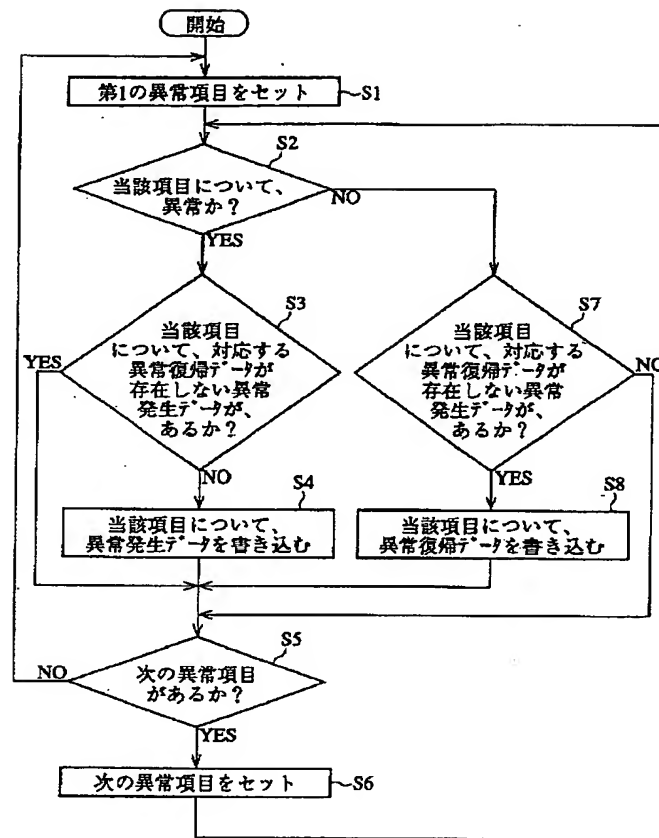 開始
第1の異常項目をセット
S1
S2
当該項目について、
異常か?
NO
YES
S3
当該項目
について、対応する
異常復帰データが
存在しない異常
発生データが、
あるか?
YES
NO
S7
当該項目
について、対応する
異常復帰データが
存在しない異常
発生データが、
あるか?
NO
YES
S4
当該項目について、
異常発生データを書き込む
S8
当該項目について、
異常復帰データを書き込む
S5
次の異常項目
があるか?
NO
YES
次の異常項目をセット
S6